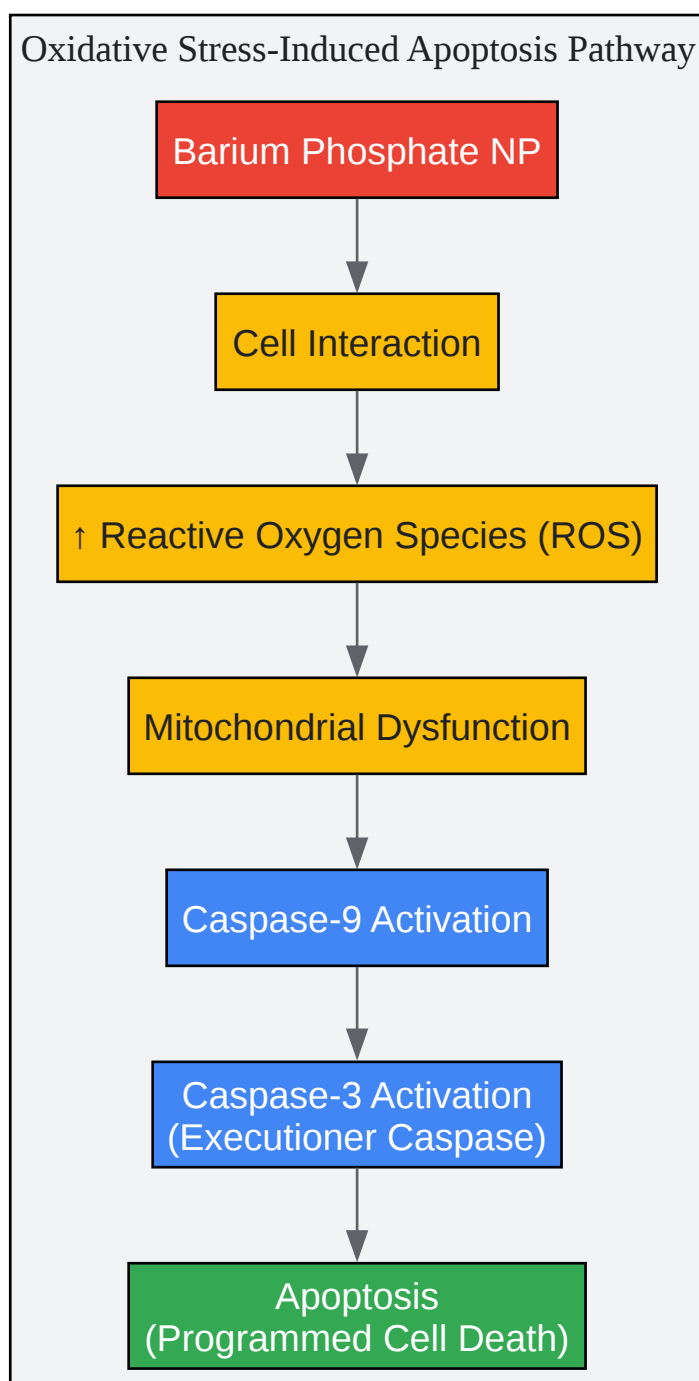 Oxidative Stress-Induced Apoptosis Pathway
Barium Phosphate NP
Cell Interaction
↑ Reactive Oxygen Species (ROS)
Mitochondrial Dysfunction
Caspase-9 Activation
Caspase-3 Activation
(Executioner Caspase)
Apoptosis
(Programmed Cell Death)